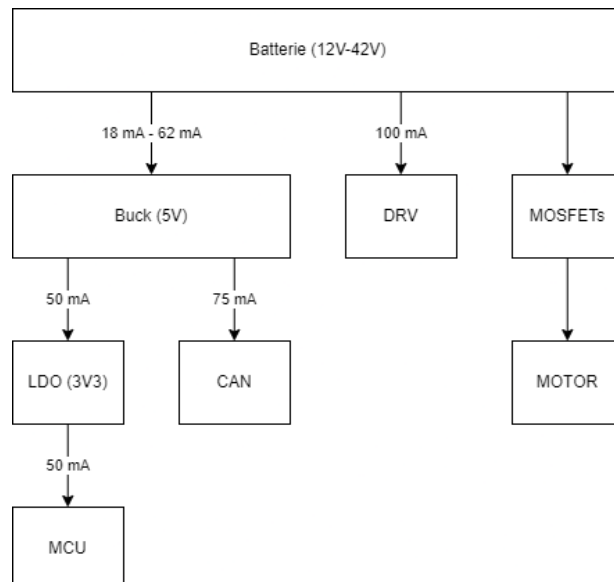 Batterie (12V-42V)
18 mA - 62 mA
100 mA
Buck (5V)
DRV
MOSFETs
50 mA
75 mA
LDO (3V3)
CAN
MOTOR
50 mA
MCU